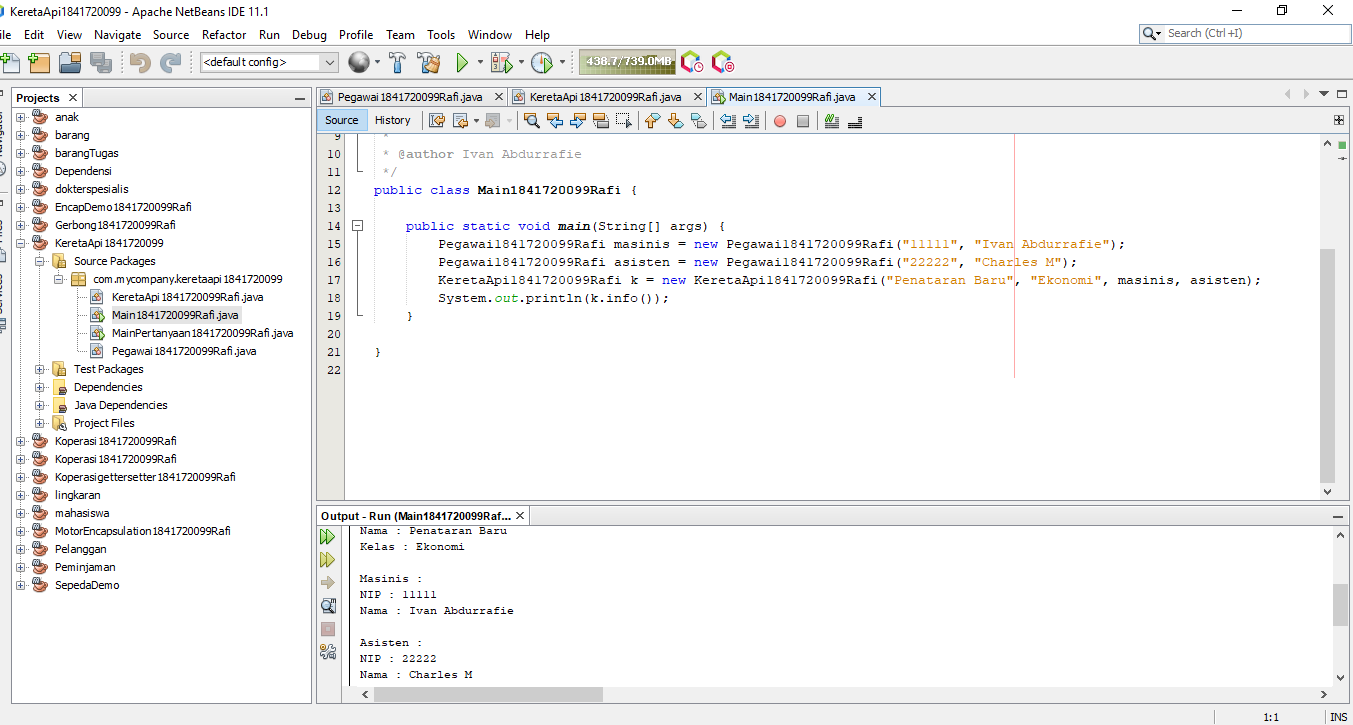 KeretaApi1841720099 - Apache NetBeans IDE 11.1
ile Edit View Navigate Source Refactor Run Debug Profile Team Tools Window Help
Search (Ctrl+I)
<default config>
438.7/739.0MB
Projects
anak
barang
barangTugas
Dependensi
dokterspesialis
EncapDemo1841720099Rafi
Gerbong1841720099Rafi
KeretaApi1841720099
Source Packages
com.mycompany.keretaapi1841720099
KeretaApi1841720099Rafi.java
Main1841720099Rafi.java
MainPertanyaan1841720099Rafi.java
Pegawai1841720099Rafi.java
Test Packages
Dependencies
Java Dependencies
Project Files
Koperasi1841720099Rafi
Koperasi1841720099Rafi
Koperasigettersetter1841720099Rafi
lingkaran
mahasiswa
MotorEncapsulation1841720099Rafi
Pelanggan
Peminjaman
SepedaDemo
Pegawai1841720099Rafi.java KeretaApi1841720099Rafi.java Main1841720099Rafi.java
Source History
9 *
10 * @author Ivan Abdurrafie
11 */
12 public class Main1841720099Rafi {
13
14 public static void main(String[] args) {
15 Pegawai1841720099Rafi masinis = new Pegawai1841720099Rafi("11111", "Ivan Abdurrafie");
16 Pegawai1841720099Rafi asisten = new Pegawai1841720099Rafi("22222", "Charles M");
17 KeretaApi1841720099Rafi k = new KeretaApi1841720099Rafi("Penataran Baru", "Ekonomi", masinis, asisten);
18 System.out.println(k.info());
19 }
20
21 }
22
Output - Run (Main1841720099Raf...
Nama : Penataran Baru
Kelas : Ekonomi
Masinis :
NIP : 11111
Nama : Ivan Abdurrafie
Asisten :
NIP : 22222
Nama : Charles M
1:1 INS